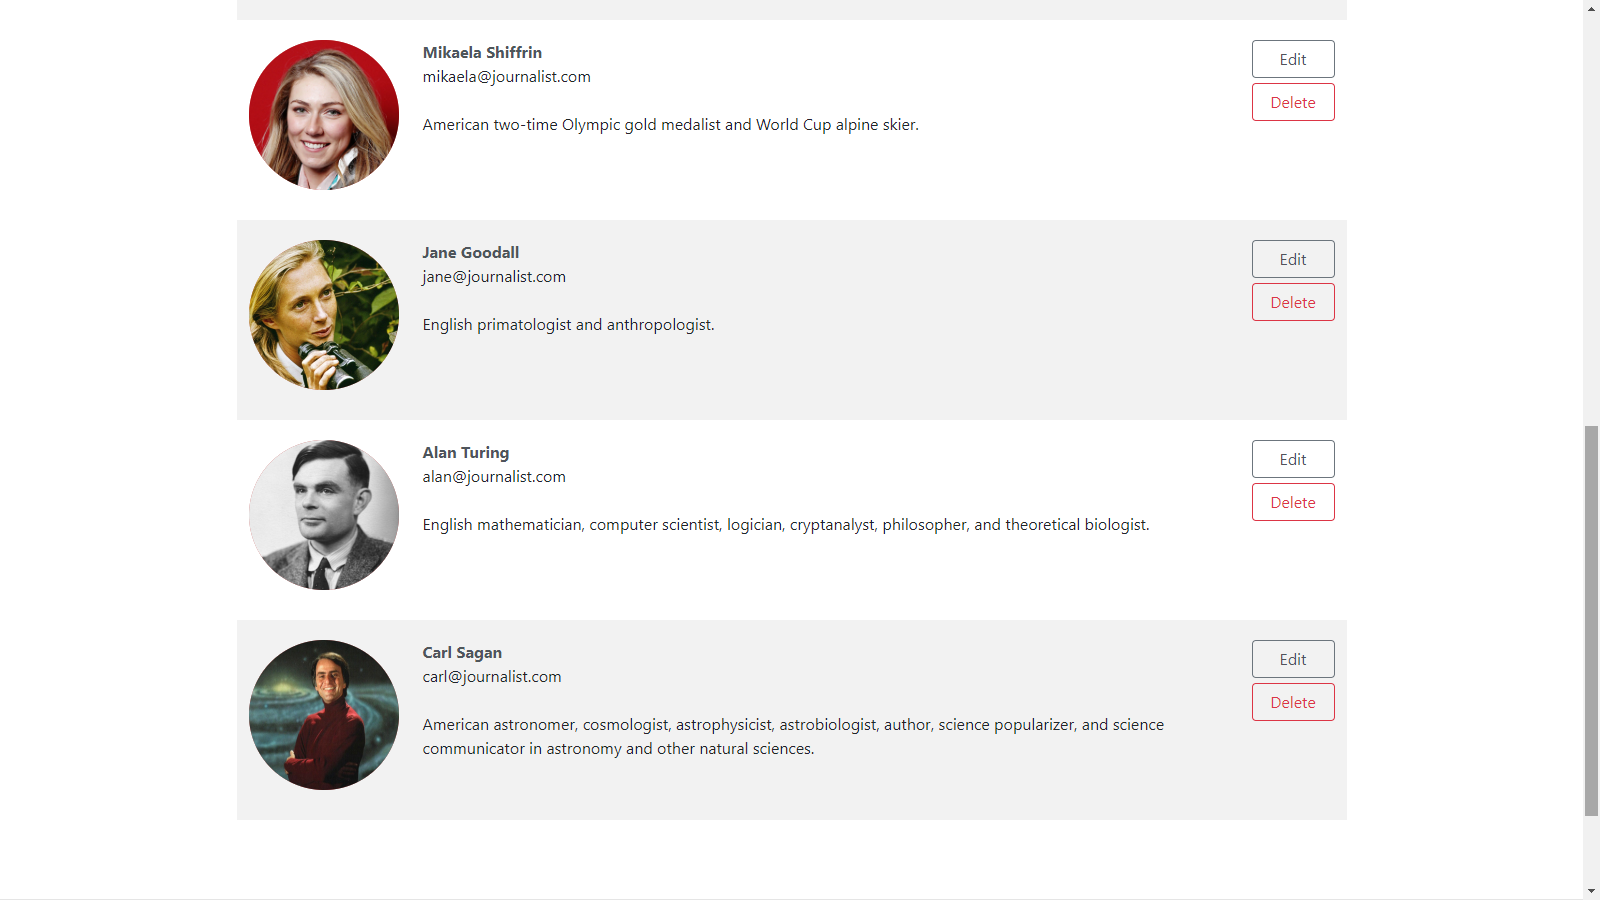 Mikaela Shiffrin
mikaela@journalist.com
American two-time Olympic gold medalist and World Cup alpine skier.
Edit
Delete
Jane Goodall
jane@journalist.com
English primatologist and anthropologist.
Edit
Delete
Alan Turing
alan@journalist.com
English mathematician, computer scientist, logician, cryptanalyst, philosopher, and theoretical biologist.
Edit
Delete
Carl Sagan
carl@journalist.com
American astronomer, cosmologist, astrophysicist, astrobiologist, author, science popularizer, and science
communicator in astronomy and other natural sciences.
Edit
Delete